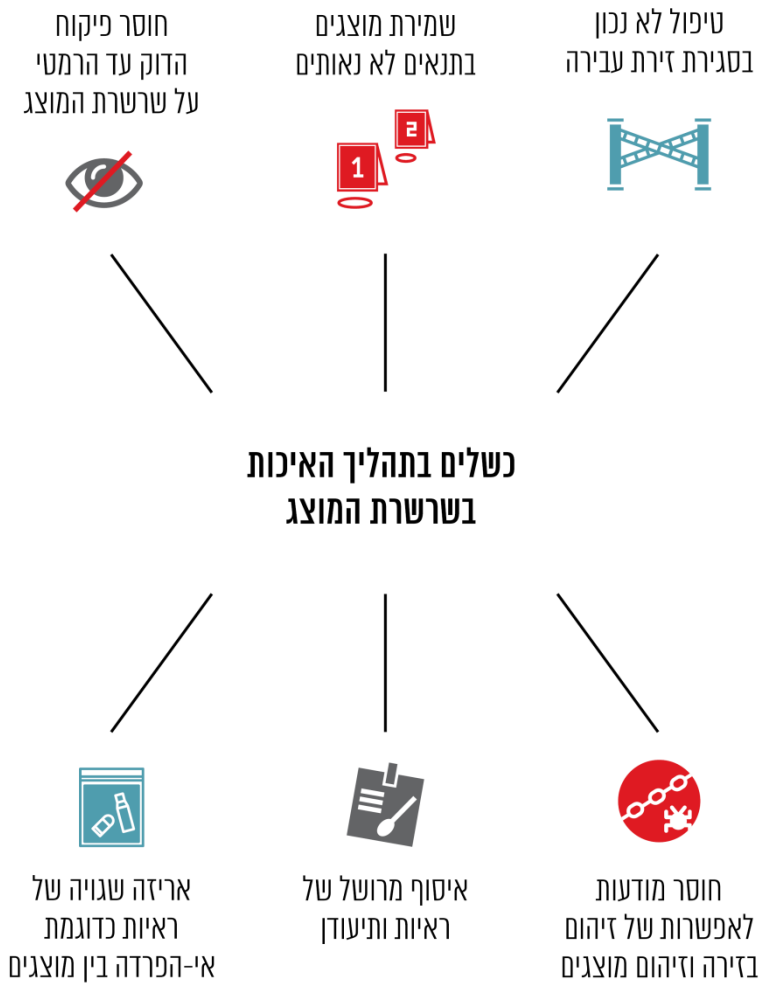 טיפול לא נכון
בסגירת זירת עבירה
שמירת מוצגים
בתנאים לא נאותים
חוסר פיקוח
הדוק עד הרמטי
על שרשרת המוצג
2
1
כשלים בתהליך האיכות
בשרשרת המוצג
חוסר מודעות
לאפשרות של זיהום
בזירה וזיהום מוצגים
איסוף מרושל של
ראיות ותיעודן
אריזה שגויה של
ראיות כדוגמת
אי-הפרדה בין מוצגים